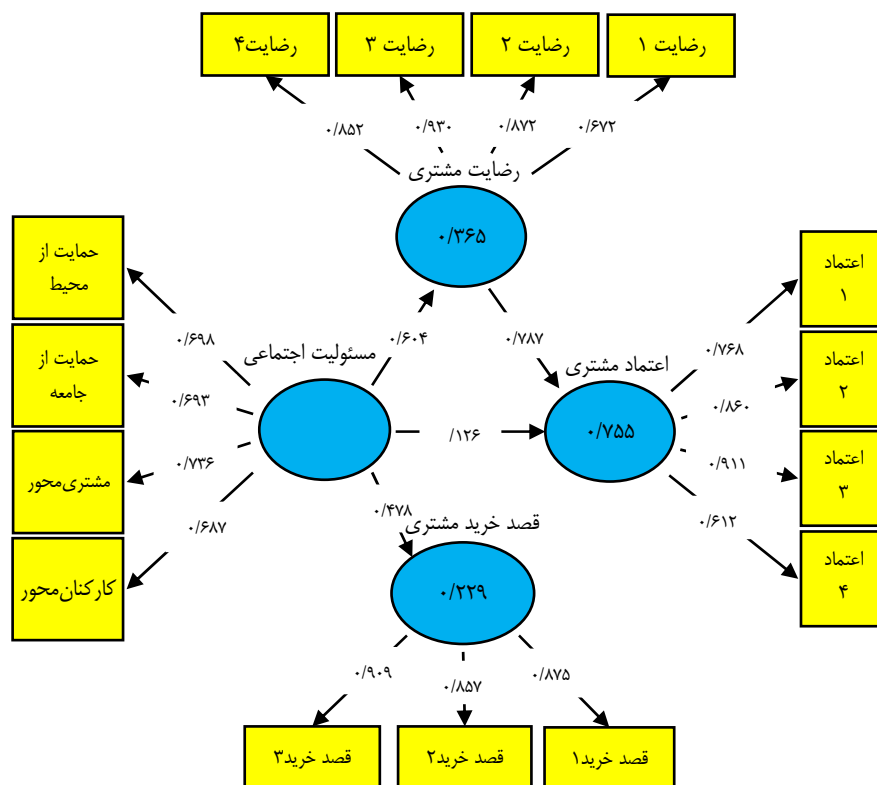 رضایت ۱
رضایت ۲
رضایت ۳
رضایت۴
۰/۶۷۲
۰/۸۷۲
۰/۹۳۰
۰/۸۵۲
رضایت مشتری
۰/۳۶۵
حمایت از
محیط
حمایت از
جامعه
مشتری‌محور
کارکنان‌محور
۰/۶۹۸
۰/۶۹۳
۰/۷۳۶
۰/۶۸۷
مسئولیت اجتماعی
۰/۶۰۴
۰/۷۸۷
/۱۲۶
۰/۴۷۸
اعتماد مشتری
۰/۷۵۵
۰/۷۶۸
۰/۸۶۰
۰/۹۱۱
۰/۶۱۲
اعتماد
۱
اعتماد
2
اعتماد
۳
اعتماد
۴
قصد خرید مشتری
۰/۲۲۹
۰/۸۷۵
۰/۸۵۷
۰/۹۰۹
قصد خرید۱
قصد خرید2
قصد خرید۳